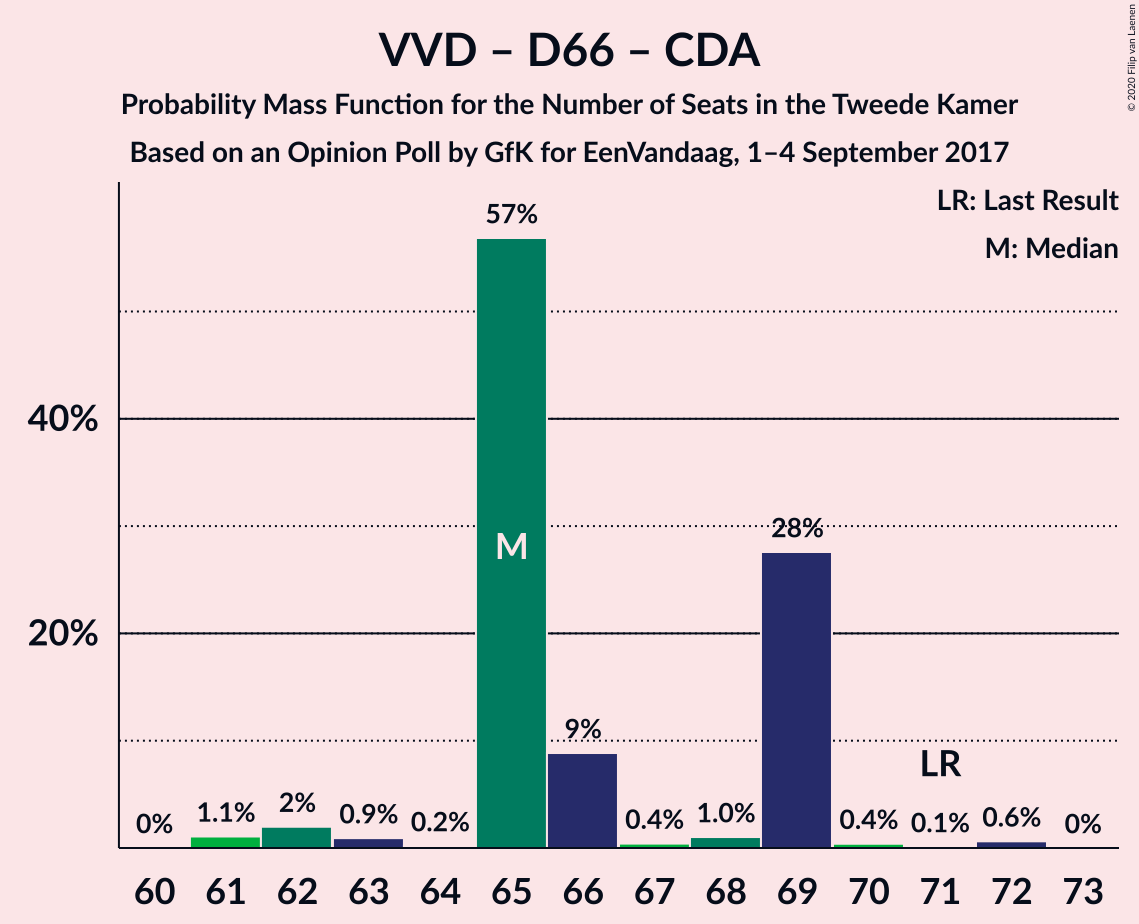 VVD – D66 – CDA
Probability Mass Function for the Number of Seats in the Tweede Kamer
Based on an Opinion Poll by GfK for EenVandaag, 1–4 September 2017
© 2020 Filip van Laenen
LR: Last Result
M: Median
57%
40%
28%
M
20%
9%
LR
0% 1.1% 2% 0.9% 0.2% 0.4% 1.0% 0.4% 0.1% 0.6% 0%
60 61 62 63 64 65 66 67 68 69 70 71 72 73